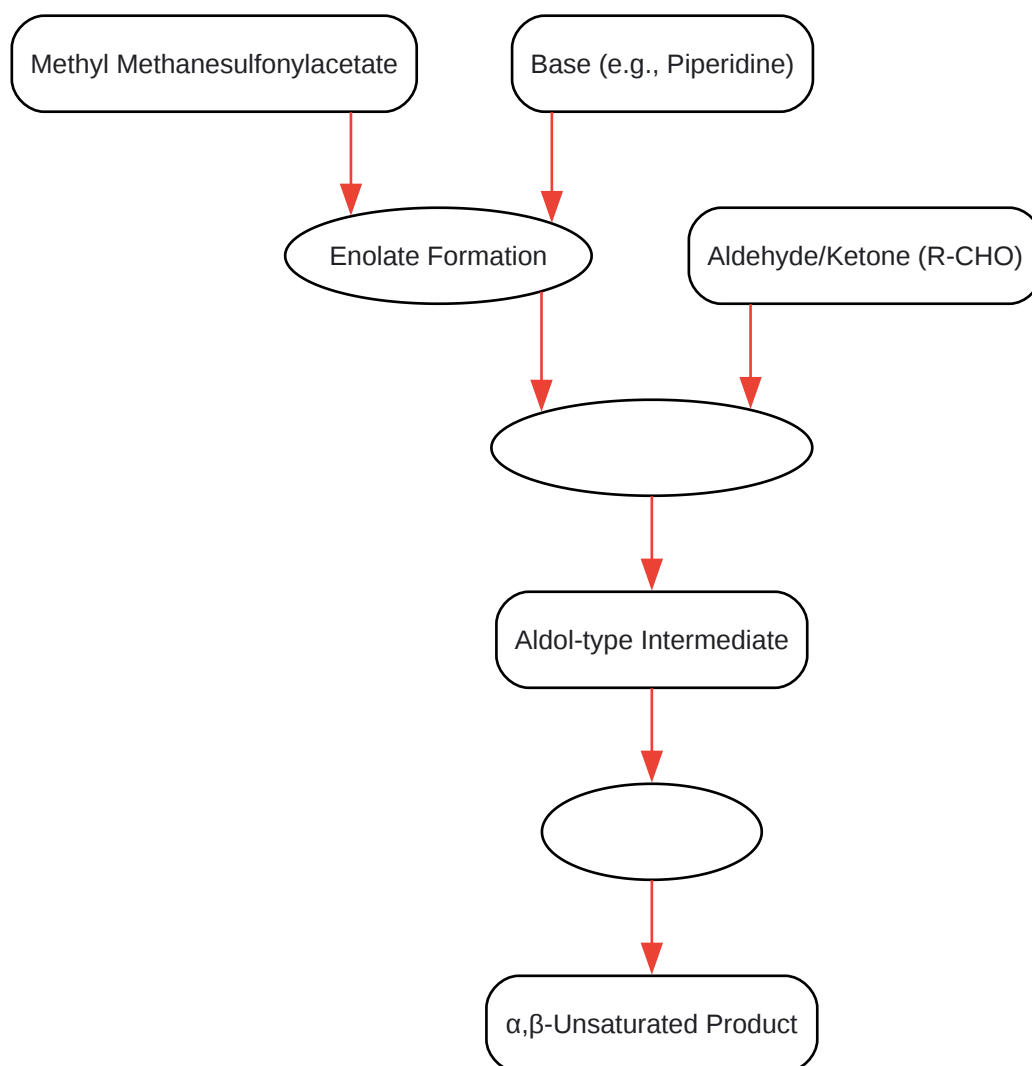 Methyl Methanesulfonylacetate
Base (e.g., Piperidine)
Enolate Formation
Aldehyde/Ketone (R-CHO)
Aldol-type Intermediate
α,β-Unsaturated Product